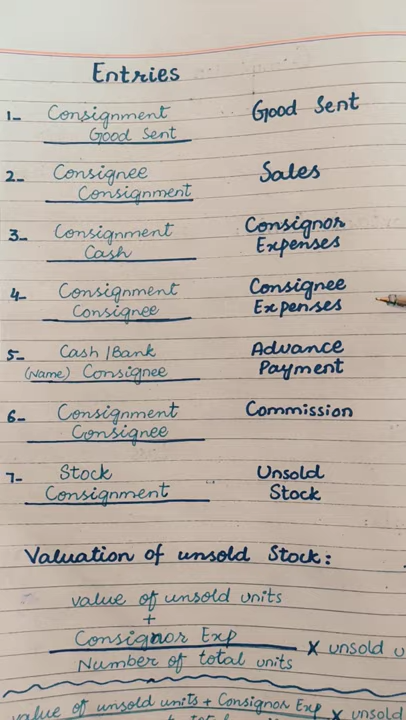 Entries
1- Consignment Good Sent
Good Sent
2- Consignee Sales
Consignment
3- Consignment Consignor
Cash Expenses
4- Consignment Consignee
Consignee Expenses
5- Cash/Bank Advance
(Name) Consignee Payment
6- Consignment Commission
Consignee
7- Stock Unsold
Consignment Stock
Valuation of unsold Stock:
value of unsold units
+
Consignor Exp
Number of total units × unsold u
value of unsold units + Consignor Exp × unsold